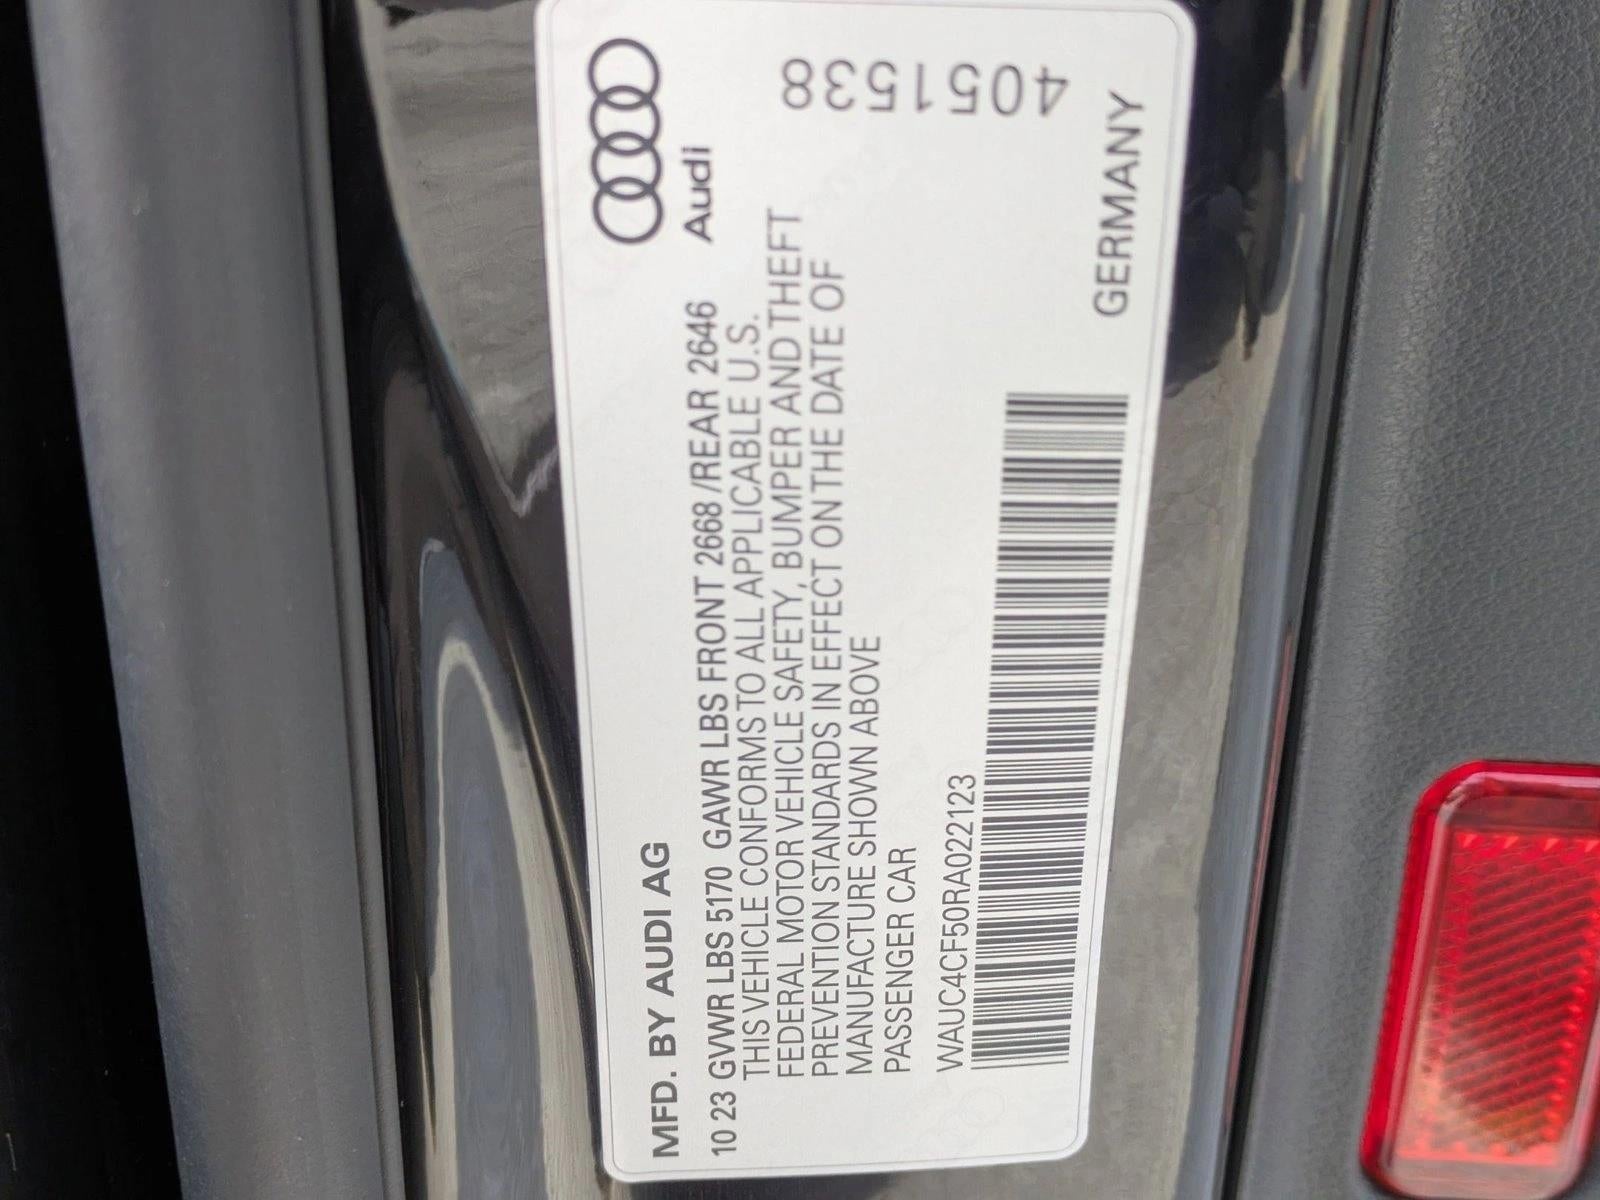 MFD. BY AUDI AG
10 23 GVWR LBS 5170 GAWR LBS FRONT 2668/REAR 2646
THIS VEHICLE CONFORMS TO ALL APPLICABLE U.S.
FEDERAL MOTOR VEHICLE SAFETY, BUMPER AND THEFT
PREVENTION STANDARDS IN EFFECT ON THE DATE OF
MANUFACTURE SHOWN ABOVE
PASSENGER CAR
WAUC4CF50RA022123
Audi
4051538
GERMANY